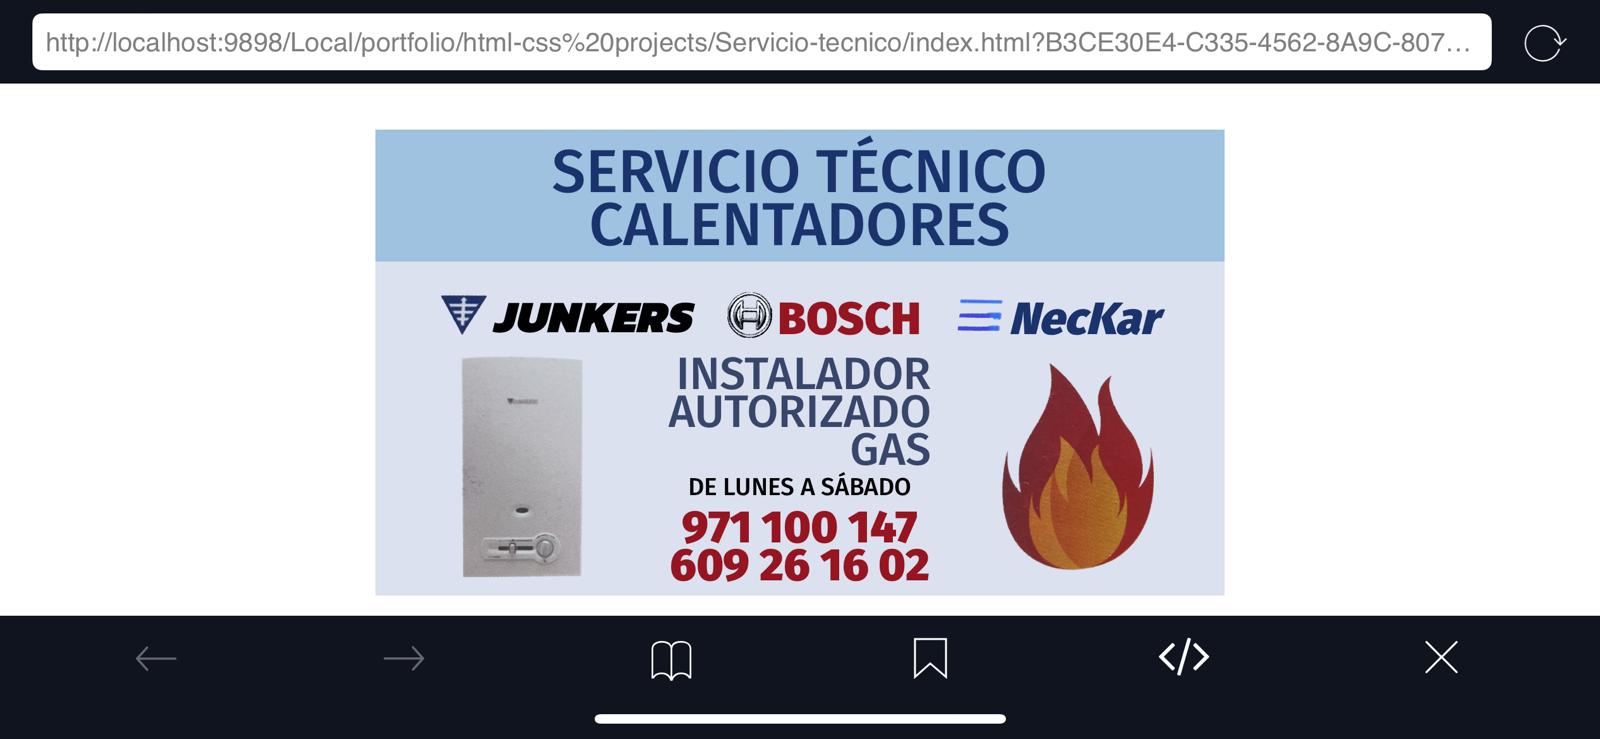 http://localhost:9898/Local/portfolio/html-css%20projects/Servicio-tecnico/index.html?B3CE30E4-C335-4562-8A9C-807...
SERVICIO TÉCNICO
CALENTADORES
JUNKERS BOSCH NecKar
INSTALADOR
AUTORIZADO
GAS
DE LUNES A SÁBADO
971 100 147
609 26 16 02